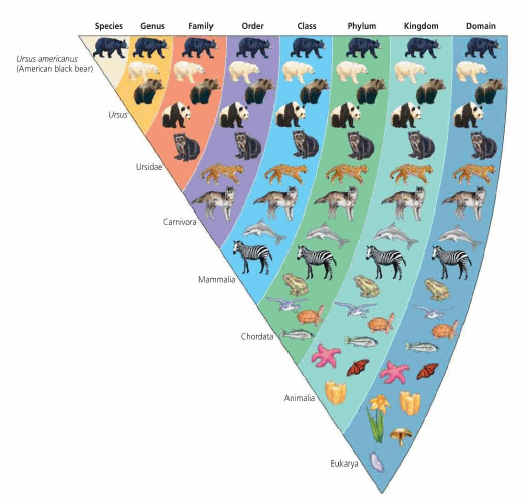 Species Genus Family Order Class Phylum Kingdom Domain
Ursus americanus
(American black bear)
Ursus
Ursidae
Carnivora
Mammalia
Chordata
Animalia
Eukarya